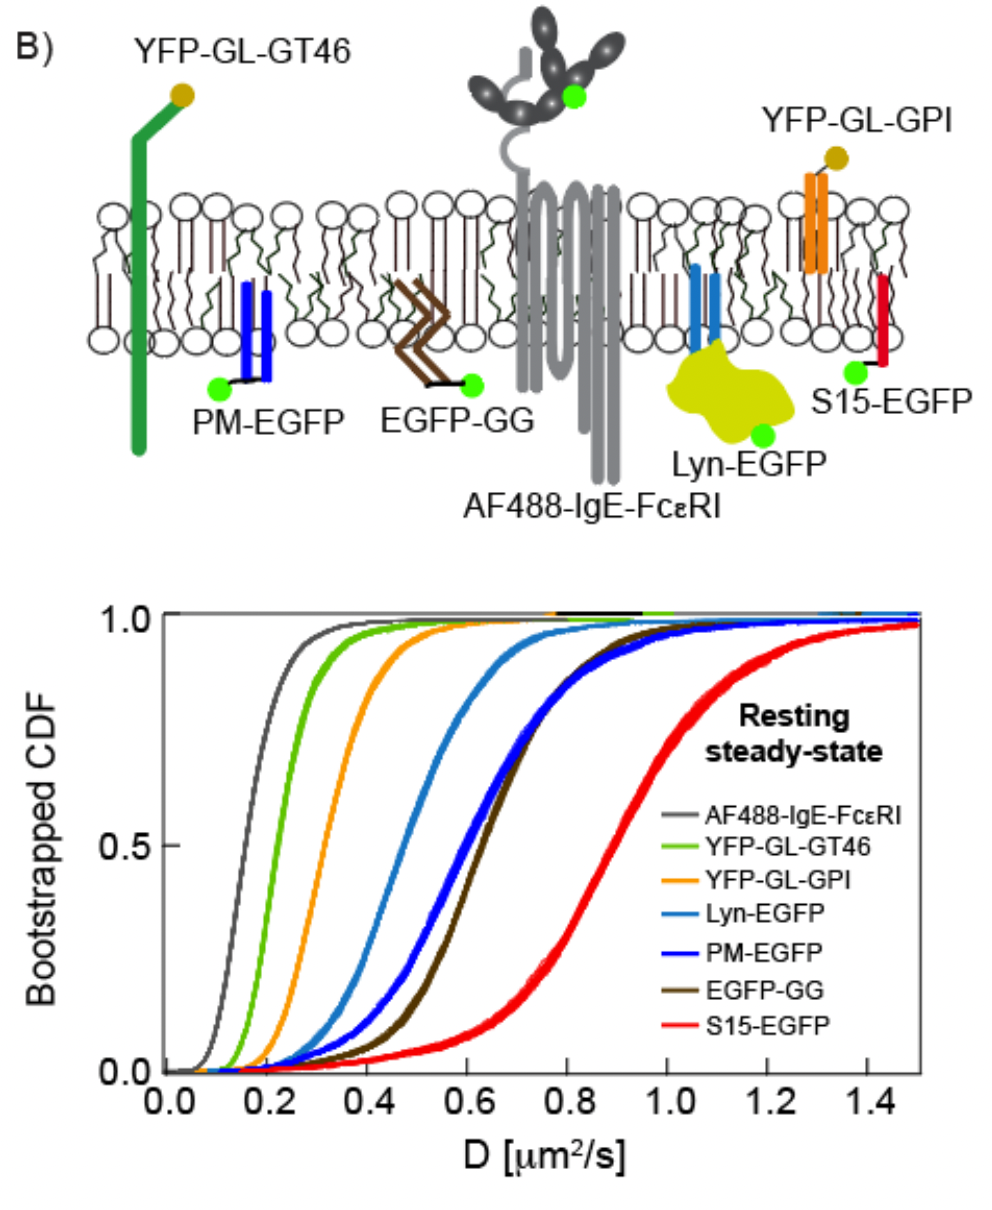 B)
YFP-GL-GT46
YFP-GL-GPI
PM-EGFP
EGFP-GG
S15-EGFP
Lyn-EGFP
AF488-IgE-FcεRI
1.0
0.5
0.0
Bootstrapped CDF
Resting
steady-state
AF488-IgE-FcεRI
YFP-GL-GT46
YFP-GL-GPI
Lyn-EGFP
PM-EGFP
EGFP-GG
S15-EGFP
0.0 0.2 0.4 0.6 0.8 1.0 1.2 1.4
D [μm²/s]